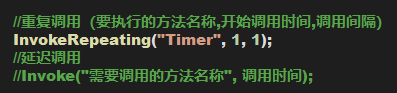 //重复调用（要执行的方法名称,开始调用时间,调用间隔）
InvokeRepeating("Timer", 1, 1);
//延迟调用
//Invoke("需要调用的方法名称", 调用时间);